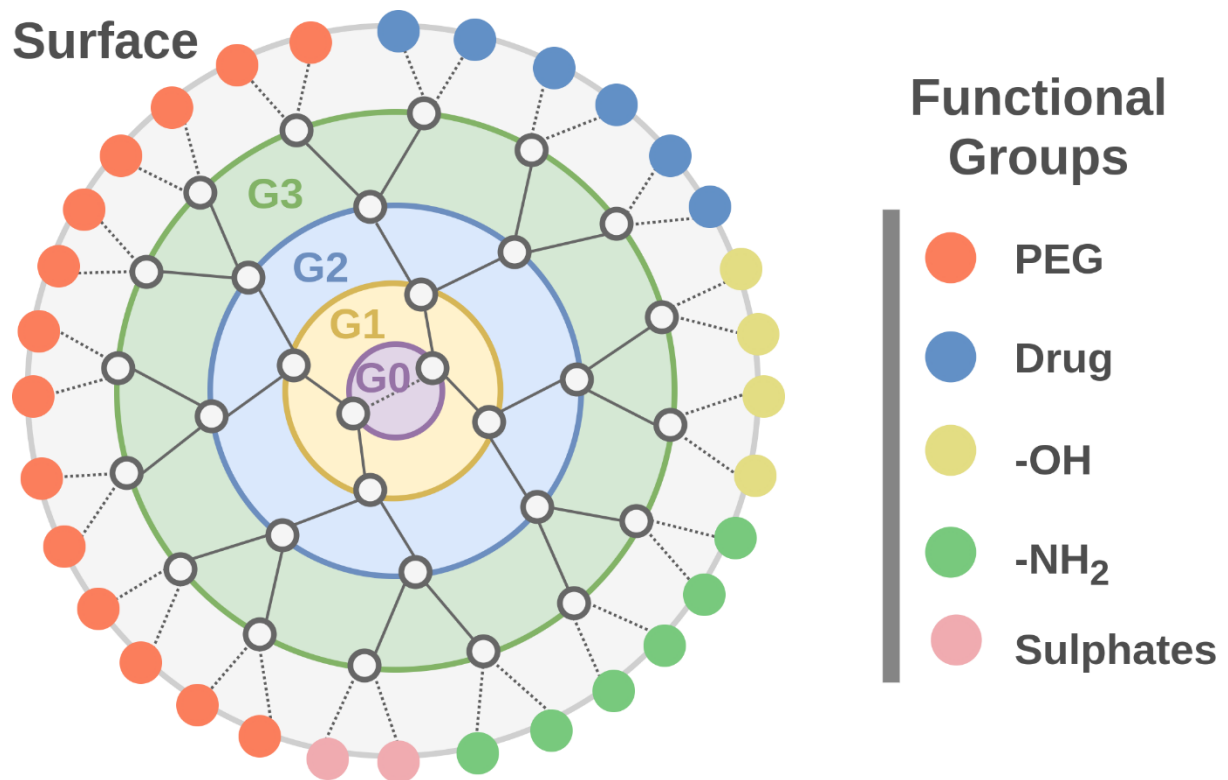 Surface
G3
G2
G1
G0
Functional
Groups
PEG
Drug
-OH
-NH₂
Sulphates